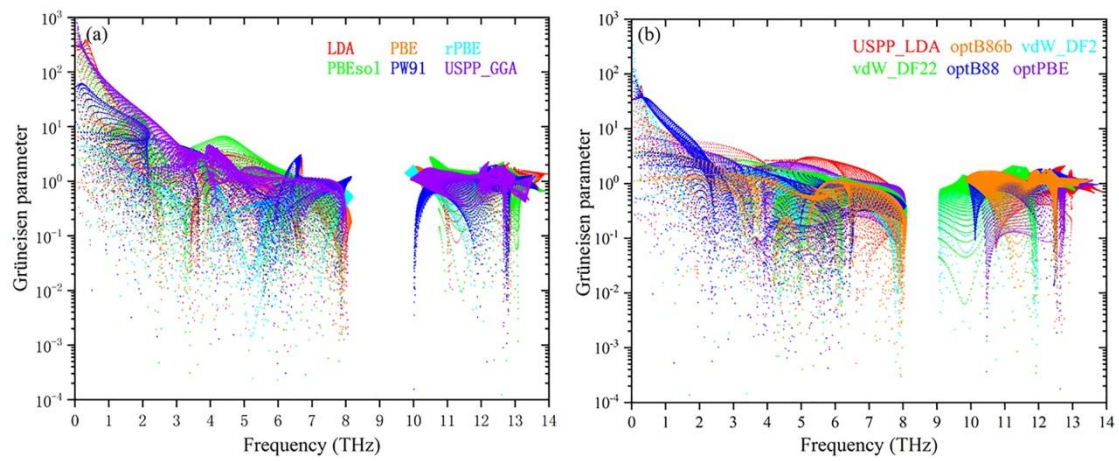 (a)
LDA PBE rPBE
PBEsol PW91 USPP_GGA
Grüneisen parameter
10³
10²
10¹
10⁰
10⁻¹
10⁻²
10⁻³
10⁻⁴
0 1 2 3 4 5 6 7 8 9 10 11 12 13 14
Frequency (THz)
(b)
USPP_LDA optB86b vdW_DF2
vdW_DF22 optB88 optPBE
Grüneisen parameter
10³
10²
10¹
10⁰
10⁻¹
10⁻²
10⁻³
10⁻⁴
0 1 2 3 4 5 6 7 8 9 10 11 12 13 14
Frequency (THz)